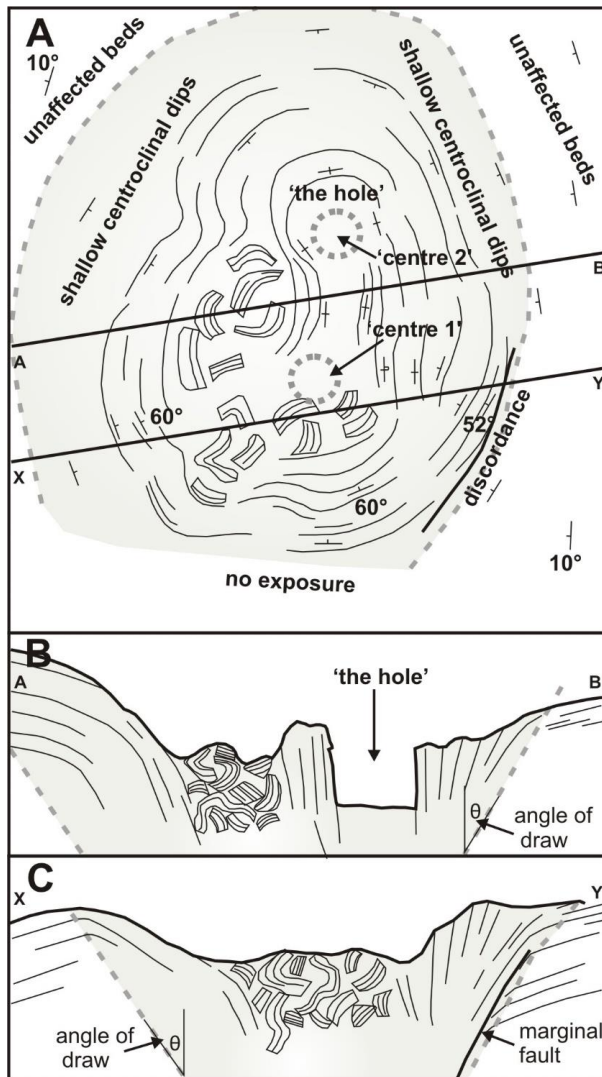 A
10°
unaffected beds
shallow centroclinal dips
shallow centroclinal dips
unaffected beds
'the hole'
'centre 2'
B
A
'centre 1'
Y
60°
52°
X
discordance
60°
10°
no exposure
B
A
'the hole'
B
θ
angle of
draw
C
X
Y
angle of
draw
θ
marginal
fault